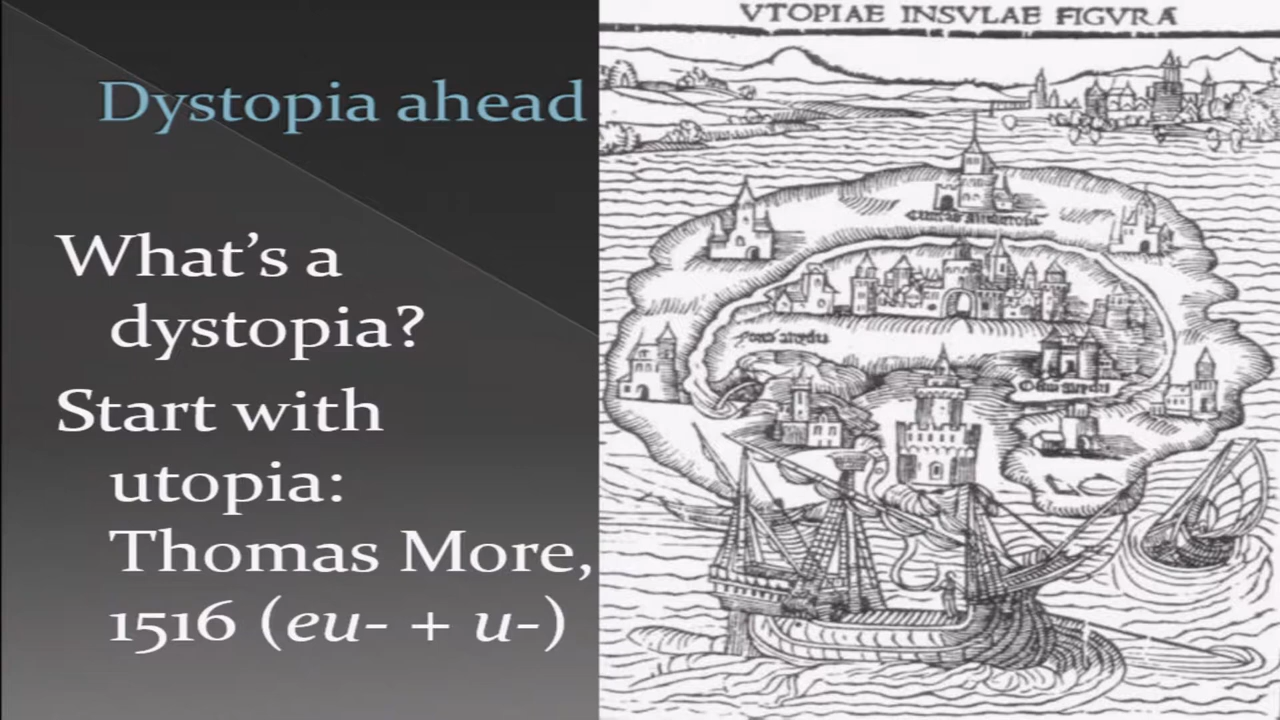 Dystopia ahead
What's a
dystopia?
Start with
utopia:
Thomas More,
1516 (eu- + u-)
VTOPIAE INSVLAE FIGVRA